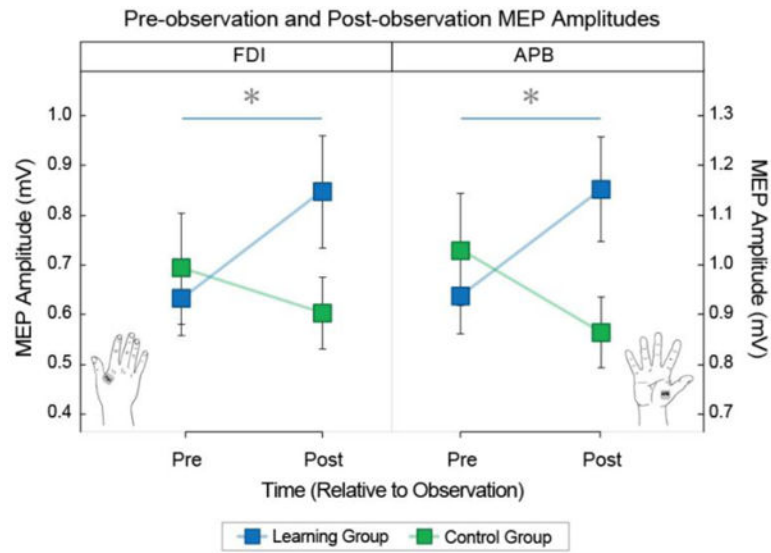 Pre-observation and Post-observation MEP Amplitudes
FDI
APB
*
*
MEP Amplitude (mV)
1.0
0.9
0.8
0.7
0.6
0.5
0.4
1.3
1.2
1.1
1.0
0.9
0.8
0.7
MEP Amplitude (mV)
Pre
Post
Pre
Post
Time (Relative to Observation)
Learning Group
Control Group